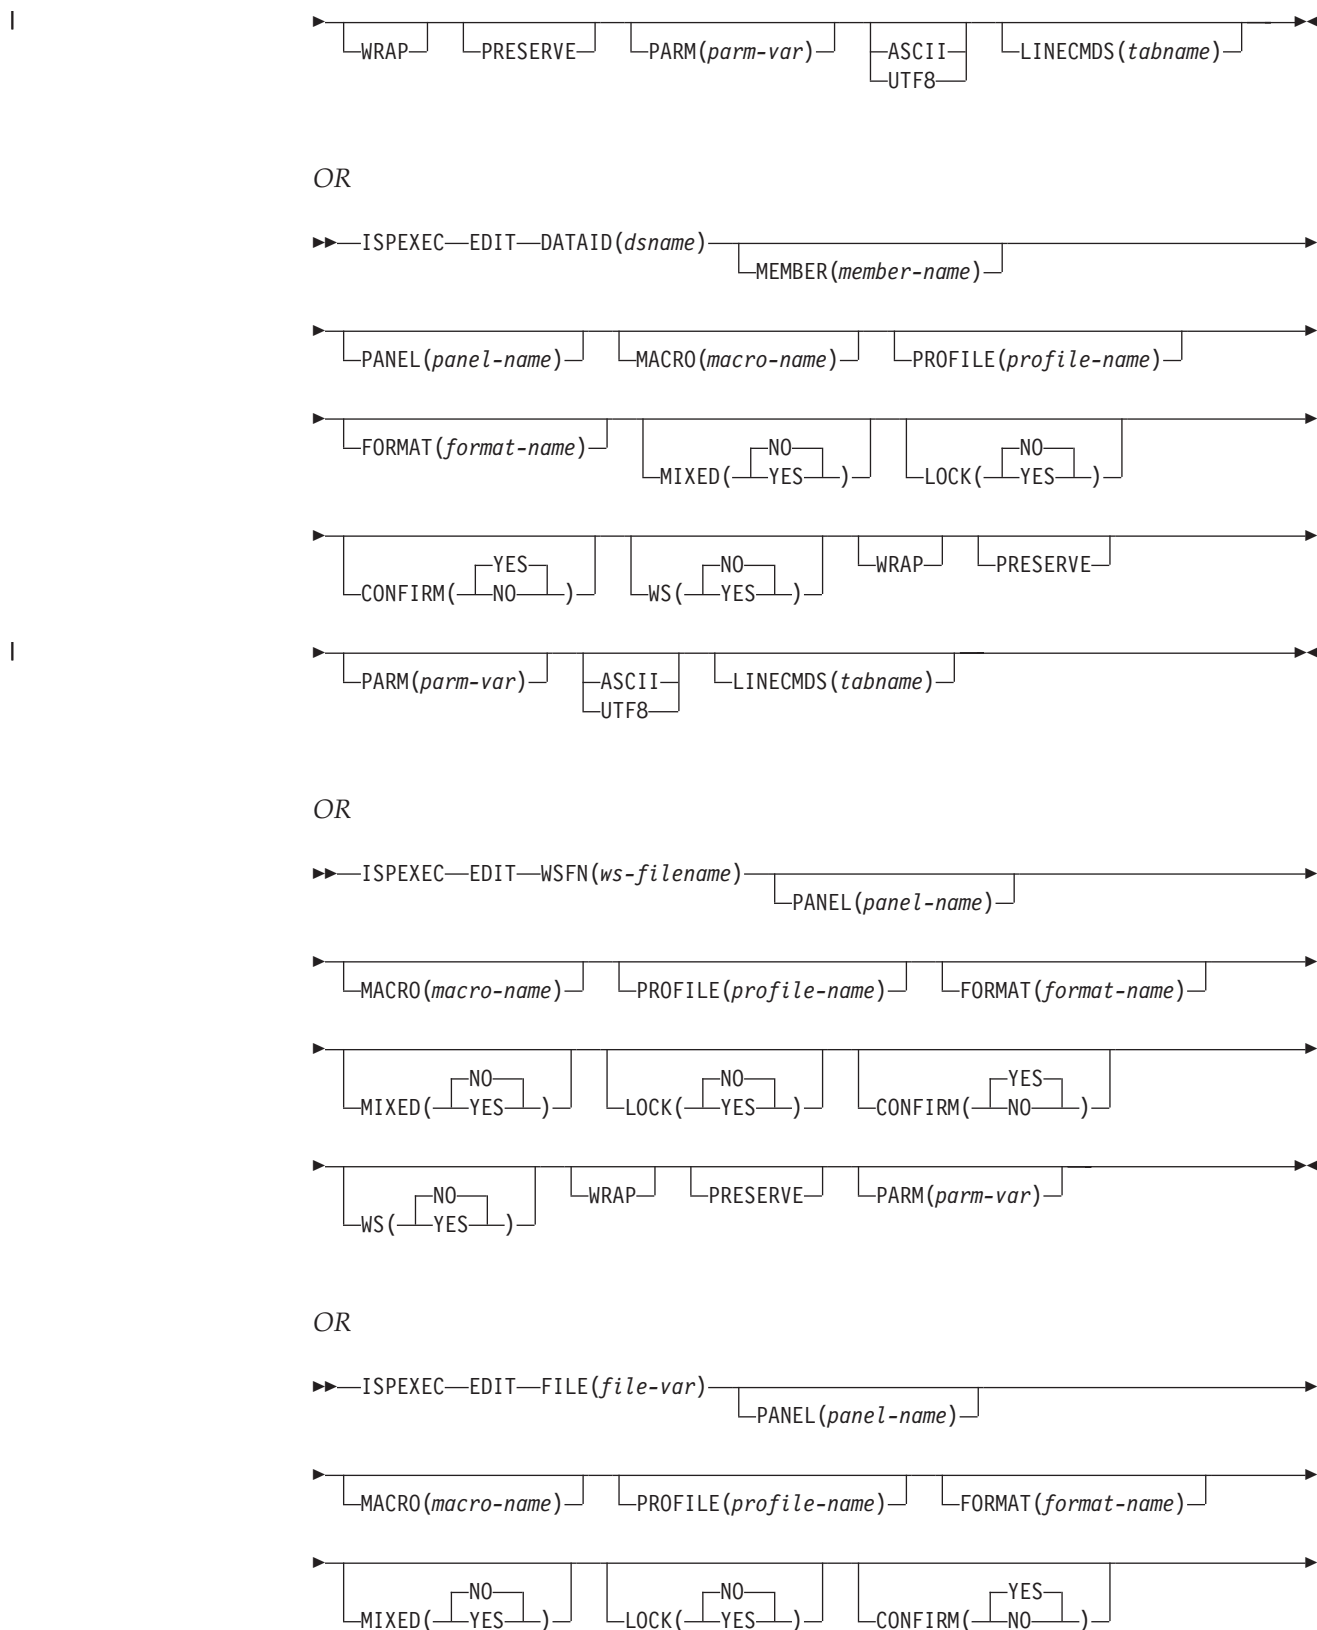 WRAP PRESERVE PARM(parm-var) ASCII LINECMDS(tabname)
UTF8
OR
ISPEXEC EDIT DATAID(dsname)
MEMBER(member-name)
PANEL(panel-name) MACRO(macro-name) PROFILE(profile-name)
FORMAT(format-name) NO NO
MIXED( YES ) LOCK( YES )
YES NO WRAP PRESERVE
CONFIRM( NO ) WS( YES )
PARM(parm-var) ASCII LINECMDS(tabname)
UTF8
OR
ISPEXEC EDIT WSFN(ws-filename)
PANEL(panel-name)
MACRO(macro-name) PROFILE(profile-name) FORMAT(format-name)
NO NO YES
MIXED( YES ) LOCK( YES ) CONFIRM( NO )
NO WRAP PRESERVE PARM(parm-var)
WS( YES )
OR
ISPEXEC EDIT FILE(file-var)
PANEL(panel-name)
MACRO(macro-name) PROFILE(profile-name) FORMAT(format-name)
NO NO YES
MIXED( YES ) LOCK( YES ) CONFIRM( NO )